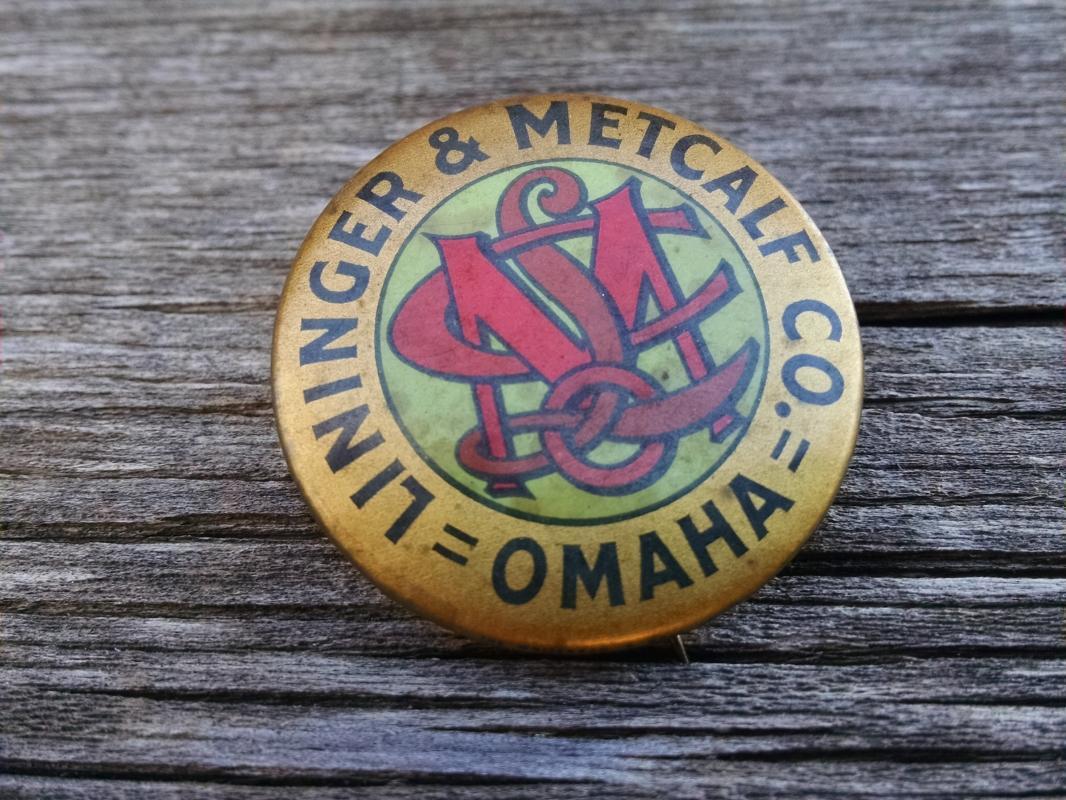 LININGER & METCALF CO.=
OMAHA=